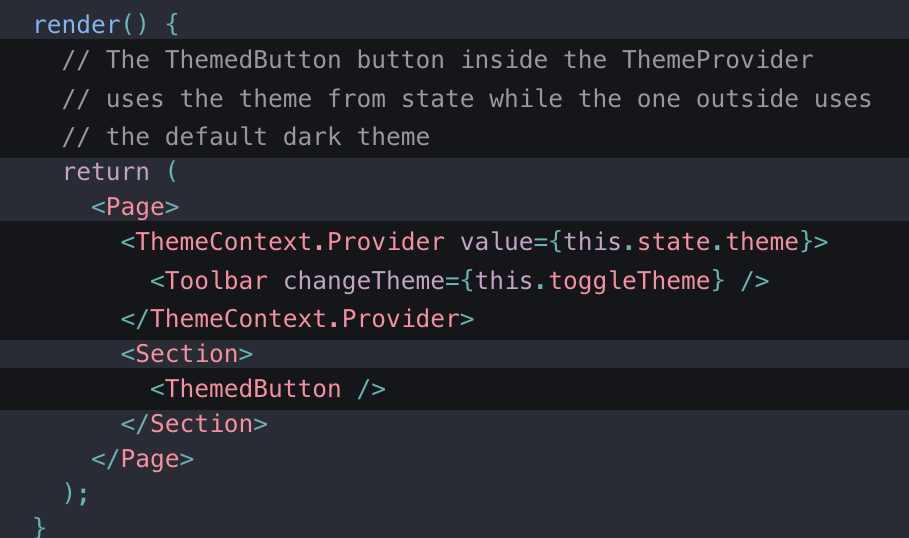 render() {
  // The ThemedButton button inside the ThemeProvider
  // uses the theme from state while the one outside uses
  // the default dark theme
  return (
    <Page>
      <ThemeContext.Provider value={this.state.theme}>
        <Toolbar changeTheme={this.toggleTheme} />
      </ThemeContext.Provider>
      <Section>
        <ThemedButton />
      </Section>
    </Page>
  );
}